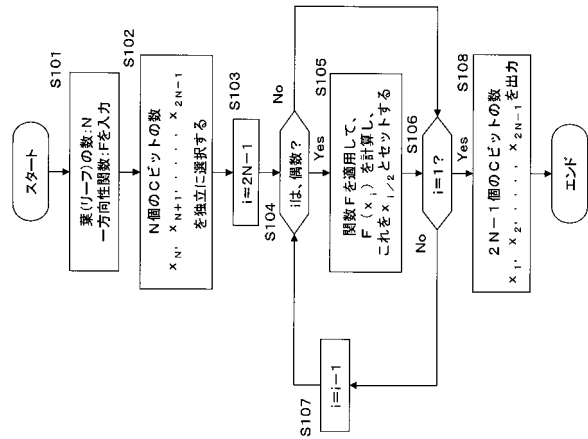 スタート
S101
葉(リーフ)の数:N
一方向性関数:Fを入力
S102
N個のCビットの数
x_N, x_{N+1}, . . . , x_{2N-1}
を独立に選択する
S103
i=2N-1
S104
iは、偶数?
No
Yes
S105
関数Fを適用して、
F(x_i)を計算し、
これをx_{i/2}とセットする
S106
i=1?
No
Yes
S107
i=i-1
S108
2N-1個のCビットの数
x_1, x_2, . . . , x_{2N-1}を出力
エンド